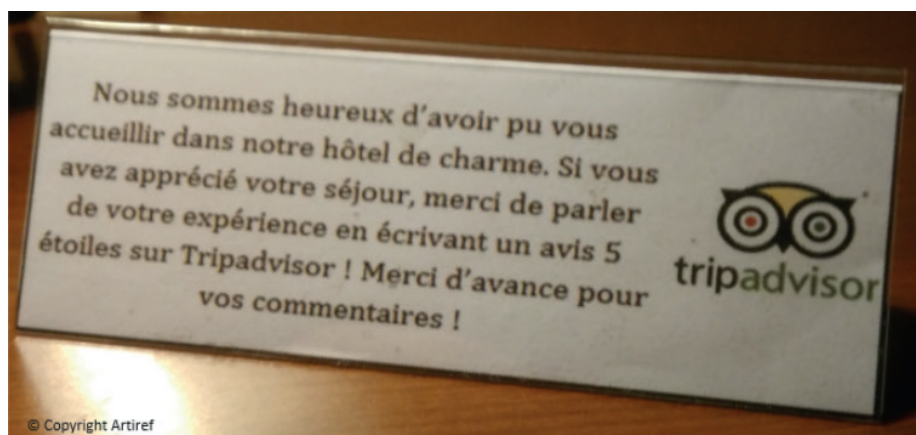 Nous sommes heureux d'avoir pu vous
accueillir dans notre hôtel de charme. Si vous
avez apprécié votre séjour, merci de parler
de votre expérience en écrivant un avis 5
étoiles sur Tripadvisor ! Merci d'avance pour
vos commentaires !
tripadvisor
© Copyright Artiref